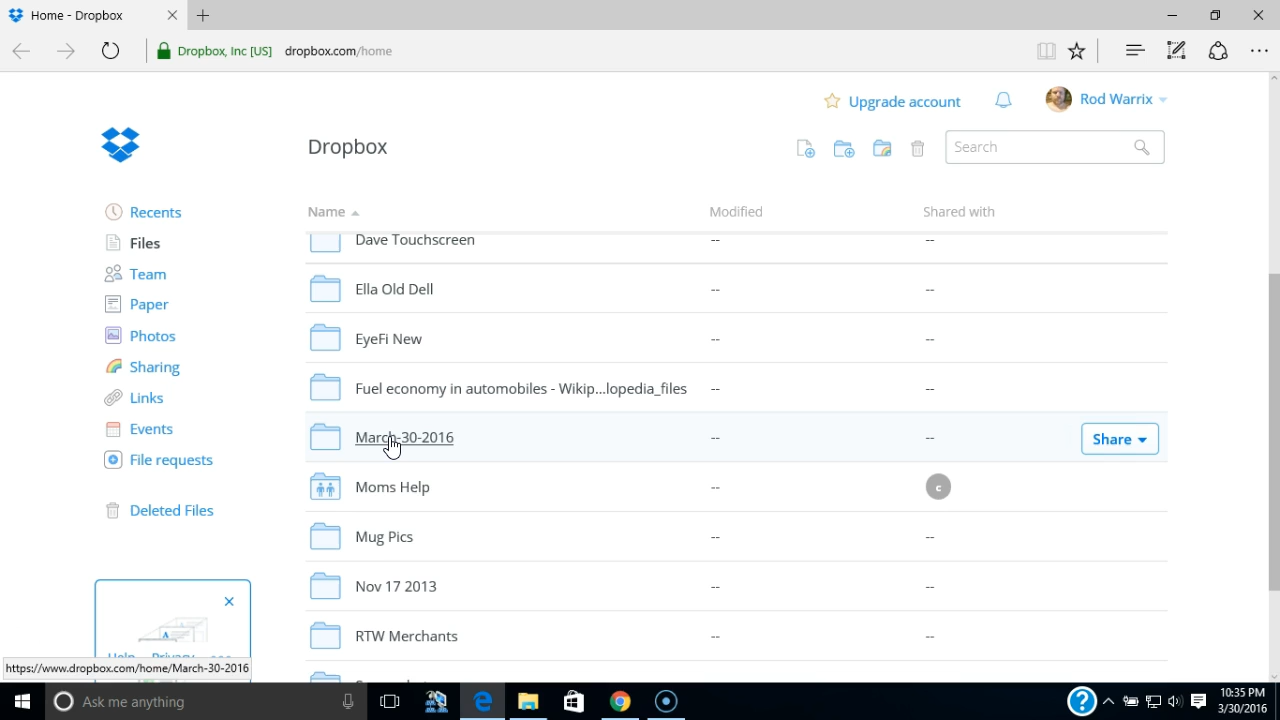 Home - Dropbox
Dropbox, Inc [US] dropbox.com/home
Upgrade account
Rod Warrix
Dropbox
Search
Recents
Files
Team
Paper
Photos
Sharing
Links
Events
File requests
Deleted Files
Name Modified Shared with
Dave Touchscreen -- --
Ella Old Dell -- --
EyeFi New -- --
Fuel economy in automobiles - Wikip...lopedia_files -- --
March-30-2016 -- -- Share
Moms Help -- c
Mug Pics -- --
Nov 17 2013 -- --
RTW Merchants -- --
A
Help Privacy
https://www.dropbox.com/home/March-30-2016
Ask me anything
10:35 PM
3/30/2016